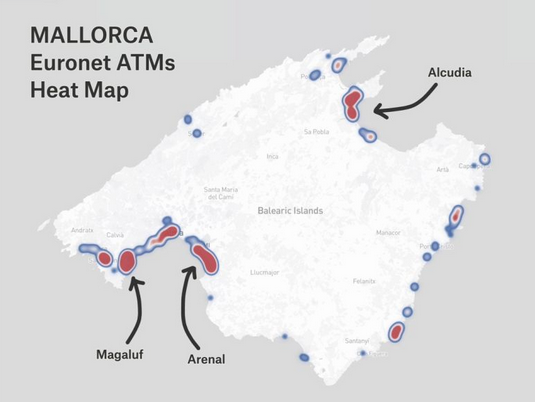 MALLORCA
Euronet ATMs
Heat Map
Alcudia
Sa Pobla
Inca
Artà
Santa Maria
del Camí
Balearic Islands
Andratx
Calvià
Manacor
Llucmajor
Felanitx
Santanyí
Magaluf
Arenal